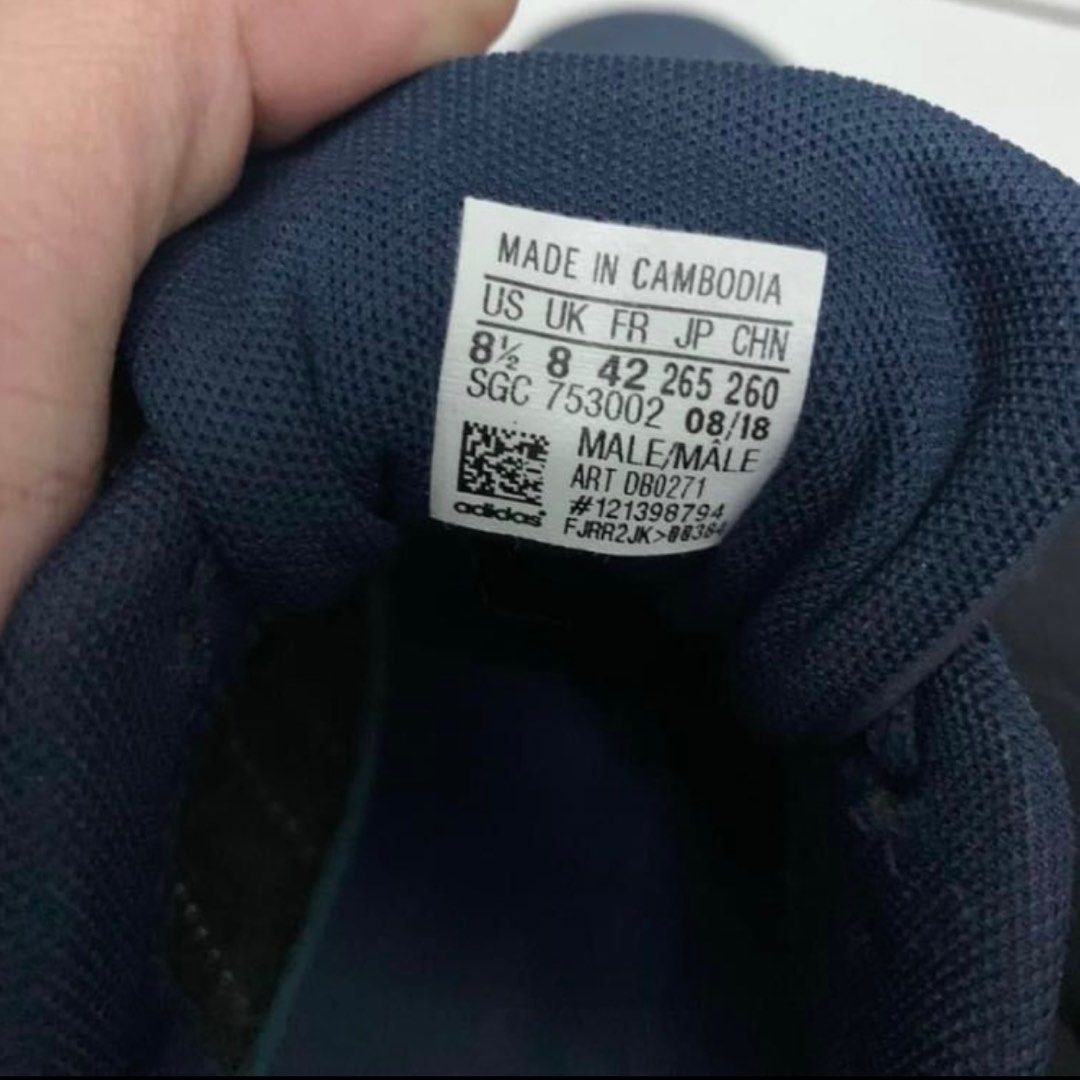 MADE IN CAMBODIA
US UK FR JP CHN
8½ 8 42 265 260
SGC 753002 08/18
MALE/MÂLE
ART DB0271
#121398794
adidas